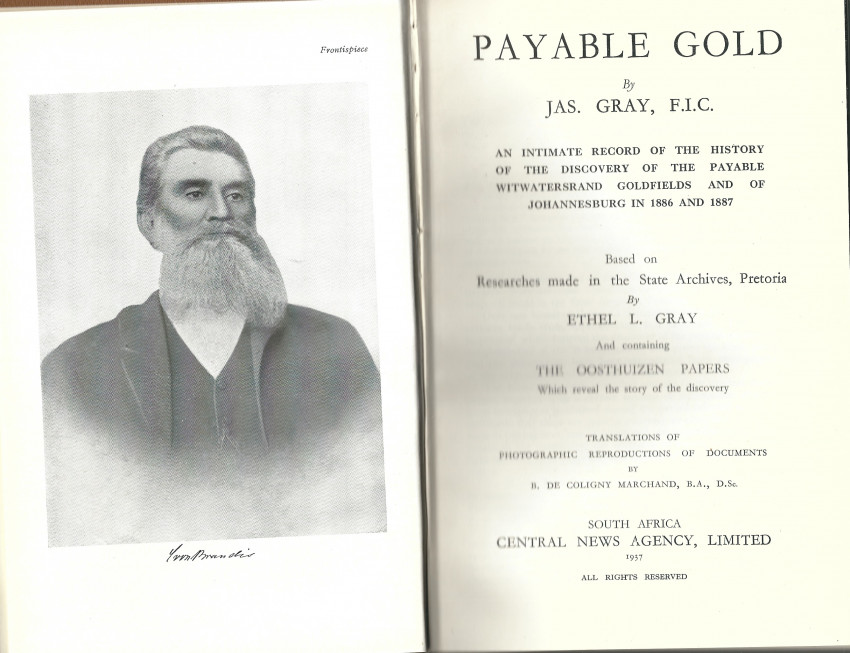 Frontispiece
CvonBrandis
PAYABLE GOLD
By
JAS. GRAY, F.I.C.
AN INTIMATE RECORD OF THE HISTORY
OF THE DISCOVERY OF THE PAYABLE
WITWATERSRAND GOLDFIELDS AND OF
JOHANNESBURG IN 1886 AND 1887
Based on
Researches made in the State Archives, Pretoria
By
ETHEL L. GRAY
And containing
THE OOSTHUIZEN PAPERS
Which reveal the story of the discovery
TRANSLATIONS OF
PHOTOGRAPHIC REPRODUCTIONS OF DOCUMENTS
BY
B. DE COLIGNY MARCHAND, B.A., D.Sc.
SOUTH AFRICA
CENTRAL NEWS AGENCY, LIMITED
1937
ALL RIGHTS RESERVED